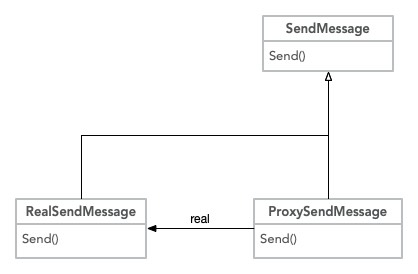 SendMessage
Send()
RealSendMessage
Send()
real
ProxySendMessage
Send()